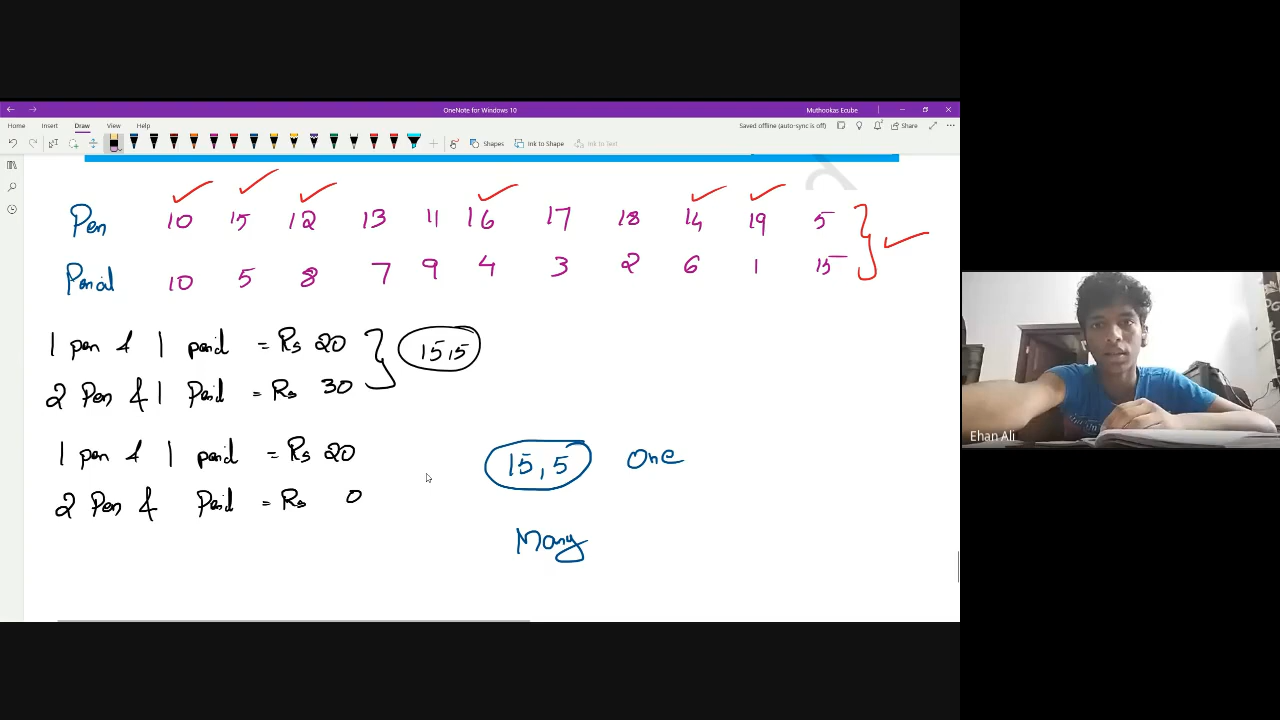 OneNote for Windows 10
Muthookas Ecube
Home Insert Draw View Help
Saved offline (auto-sync is off) Share
Shapes Ink to Shape Ink to Text
Pen 10 15 12 13 11 16 17 18 14 19 5
Pencil 10 5 8 7 9 4 3 2 6 1 15
1 pen & 1 pencil = Rs 20
15,15
2 Pen & 1 Pencil = Rs 30
1 pen & 1 pencil = Rs 20
15, 5 One
2 Pen & Pencil = Rs 0
Many
Ehan Ali